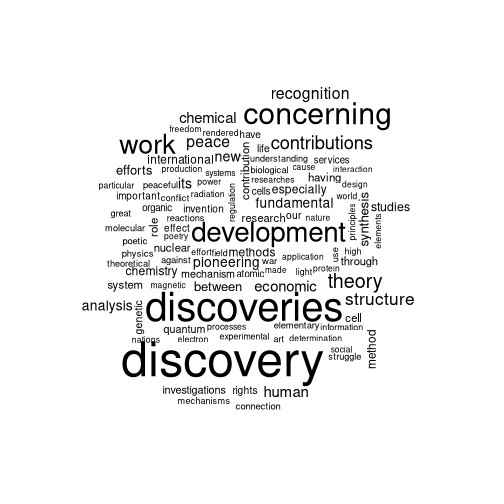 recognition
chemical concerning
freedom rendered have
work peace life contributions
international new understanding services
efforts production systems biological cause interaction
contribution
particular peaceful its power researches having design
important conflict radiation cells especially world
organic invention regulation fundamental principles synthesis studies
great reactions research our nature elements
molecular role effect development
poetic poetry
physics nuclear effort field methods use high
theoretical against pioneering war application through
chemistry mechanism atomic made light protein
system magnetic between economic theory
analysis genetic discoveries structure
cell
quantum processes elementary information
nations electron experimental art determination method
discovery social
struggle
investigations rights human
mechanisms
connection